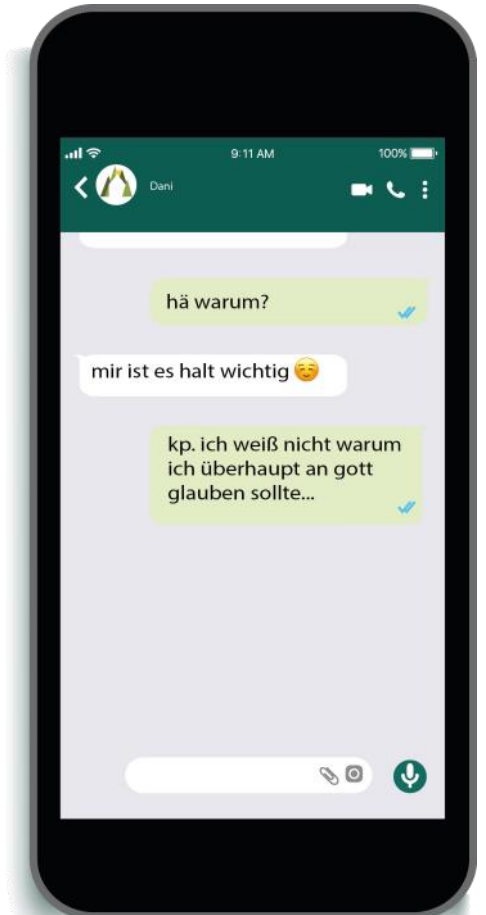 9:11 AM
100%
Dani
hä warum?
mir ist es halt wichtig ☺️
kp. ich weiß nicht warum
ich überhaupt an gott
glauben sollte...